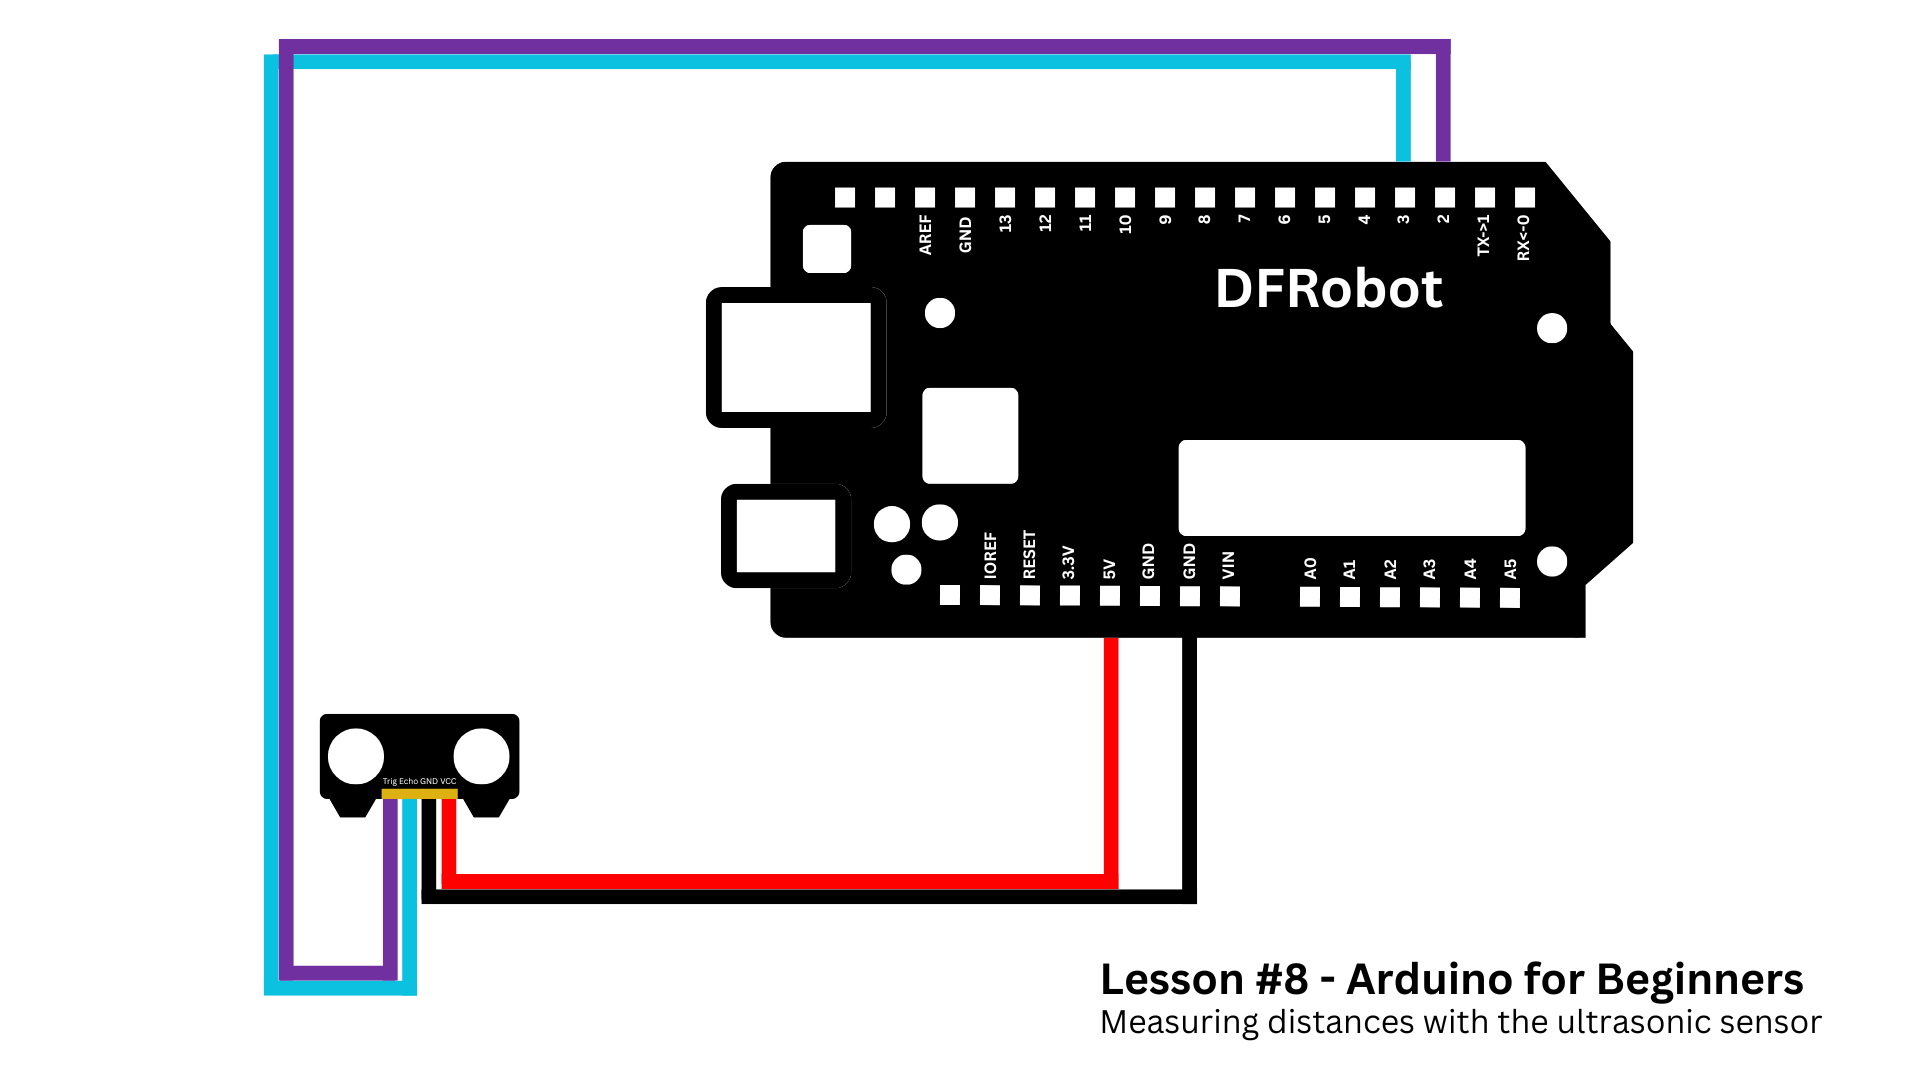 AREF GND 13 12 11 10 9 8 7 6 5 4 3 2 TX->1 RX<-0
DFRobot
IOREF RESET 3.3V 5V GND GND VIN A0 A1 A2 A3 A4 A5
Trig Echo GND VCC
Lesson #8 - Arduino for Beginners
Measuring distances with the ultrasonic sensor